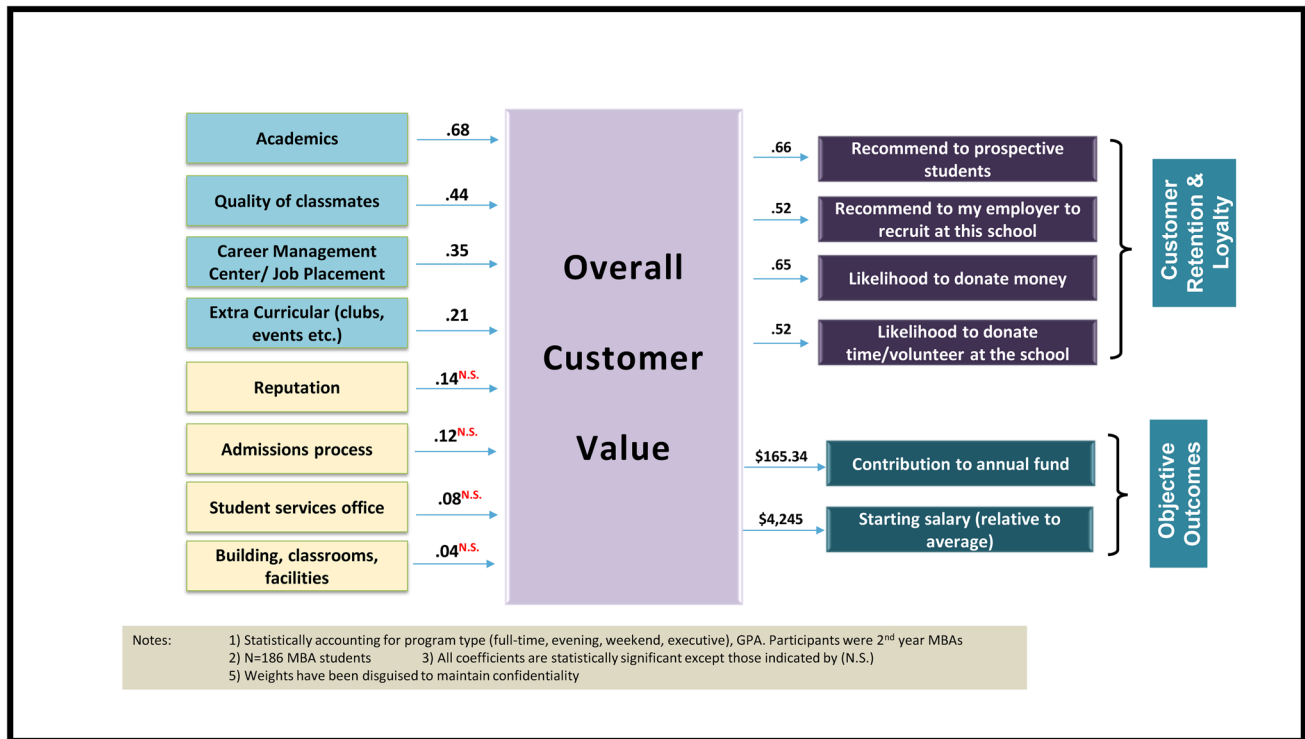 Academics
.68
Quality of classmates
.44
Career Management
Center/ Job Placement
.35
Extra Curricular (clubs,
events etc.)
.21
Reputation
.14N.S.
Admissions process
.12N.S.
Student services office
.08N.S.
Building, classrooms,
facilities
.04N.S.
Overall
Customer
Value
.66
Recommend to prospective
students
.52
Recommend to my employer to
recruit at this school
.65
Likelihood to donate money
.52
Likelihood to donate
time/volunteer at the school
Customer
Retention &
Loyalty
$165.34
Contribution to annual fund
$4,245
Starting salary (relative to
average)
Objective
Outcomes
Notes: 1) Statistically accounting for program type (full-time, evening, weekend, executive), GPA. Participants were 2nd year MBAs
2) N=186 MBA students 3) All coefficients are statistically significant except those indicated by (N.S.)
5) Weights have been disguised to maintain confidentiality